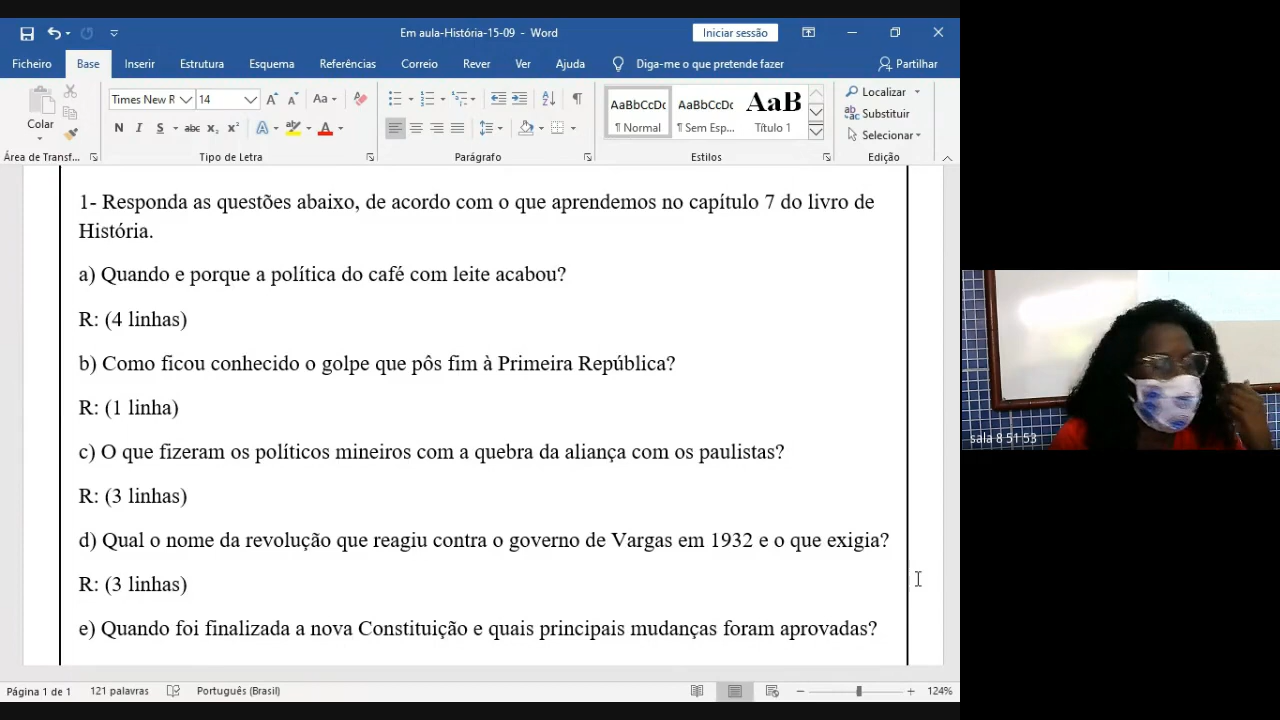 Em aula-História-15-09 - Word
Iniciar sessão
Ficheiro Base Inserir Estrutura Esquema Referências Correio Rever Ver Ajuda Diga-me o que pretende fazer Partilhar
Colar
Times New R 14 Aa
N I S abc x₂ x² A ab A
AaBbCcDc AaBbCcDc AaB
¶ Normal ¶ Sem Esp... Título 1
Localizar
Substituir
Selecionar
Área de Transf... Tipo de Letra Parágrafo Estilos Edição
1- Responda as questões abaixo, de acordo com o que aprendemos no capítulo 7 do livro de
História.
a) Quando e porque a política do café com leite acabou?
R: (4 linhas)
b) Como ficou conhecido o golpe que pôs fim à Primeira República?
R: (1 linha)
c) O que fizeram os políticos mineiros com a quebra da aliança com os paulistas?
R: (3 linhas)
d) Qual o nome da revolução que reagiu contra o governo de Vargas em 1932 e o que exigia?
R: (3 linhas)
e) Quando foi finalizada a nova Constituição e quais principais mudanças foram aprovadas?
sala 8 51 53
Página 1 de 1 121 palavras Português (Brasil) 124%